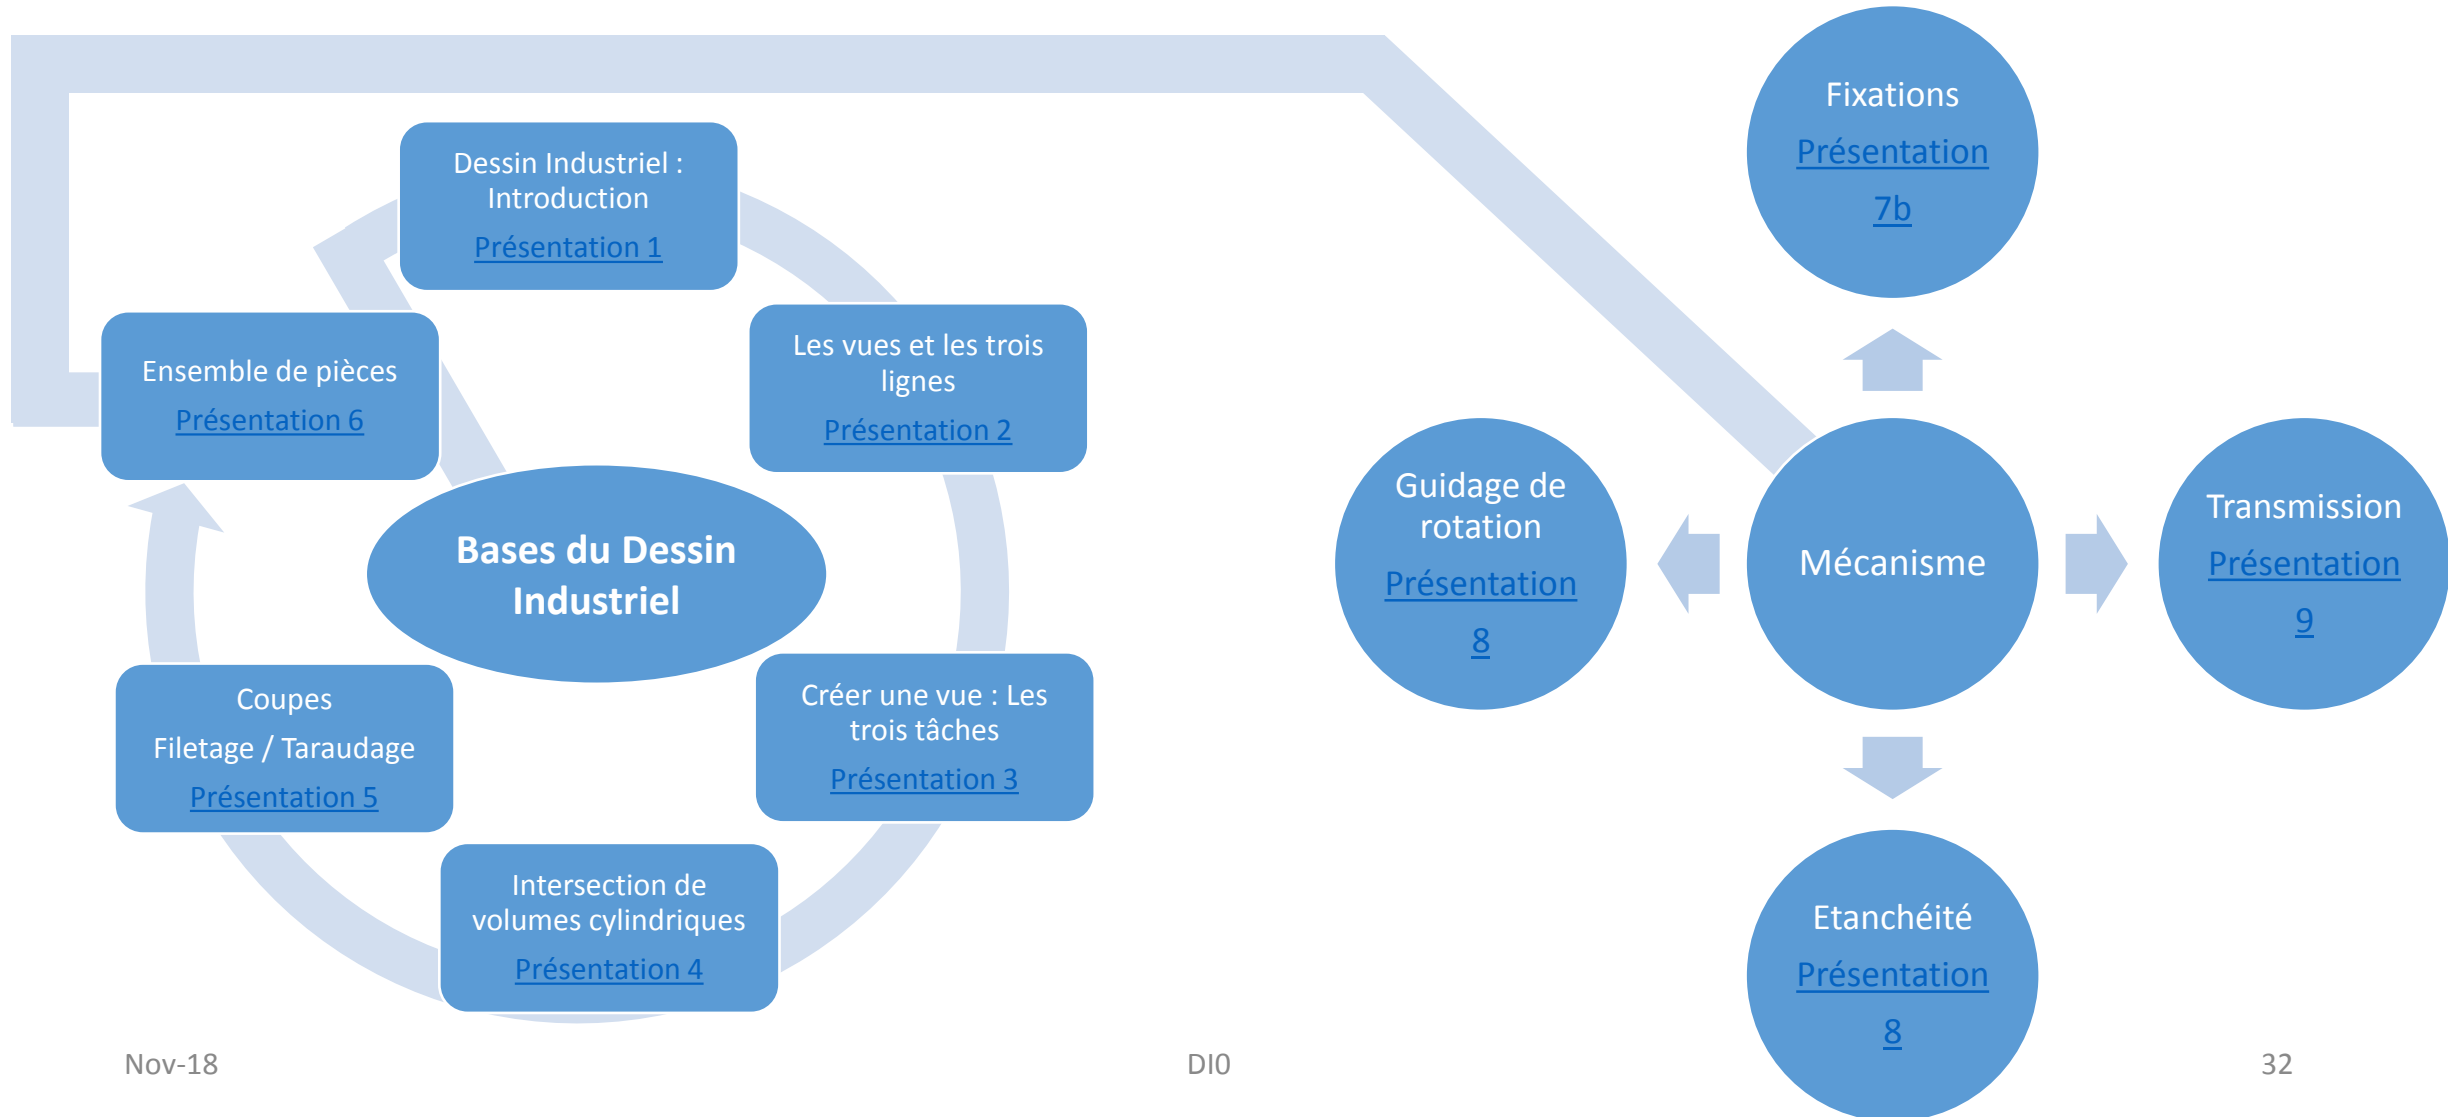 Dessin Industriel :
Introduction
Présentation 1
Les vues et les trois
lignes
Présentation 2
Créer une vue : Les
trois tâches
Présentation 3
Intersection de
volumes cylindriques
Présentation 4
Coupes
Filetage / Taraudage
Présentation 5
Ensemble de pièces
Présentation 6
Bases du Dessin
Industriel
Mécanisme
Fixations
Présentation
7b
Transmission
Présentation
9
Etanchéité
Présentation
8
Guidage de
rotation
Présentation
8
Nov-18
DI0
32